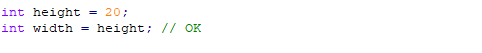 int height = 20;
int width = height; // OK